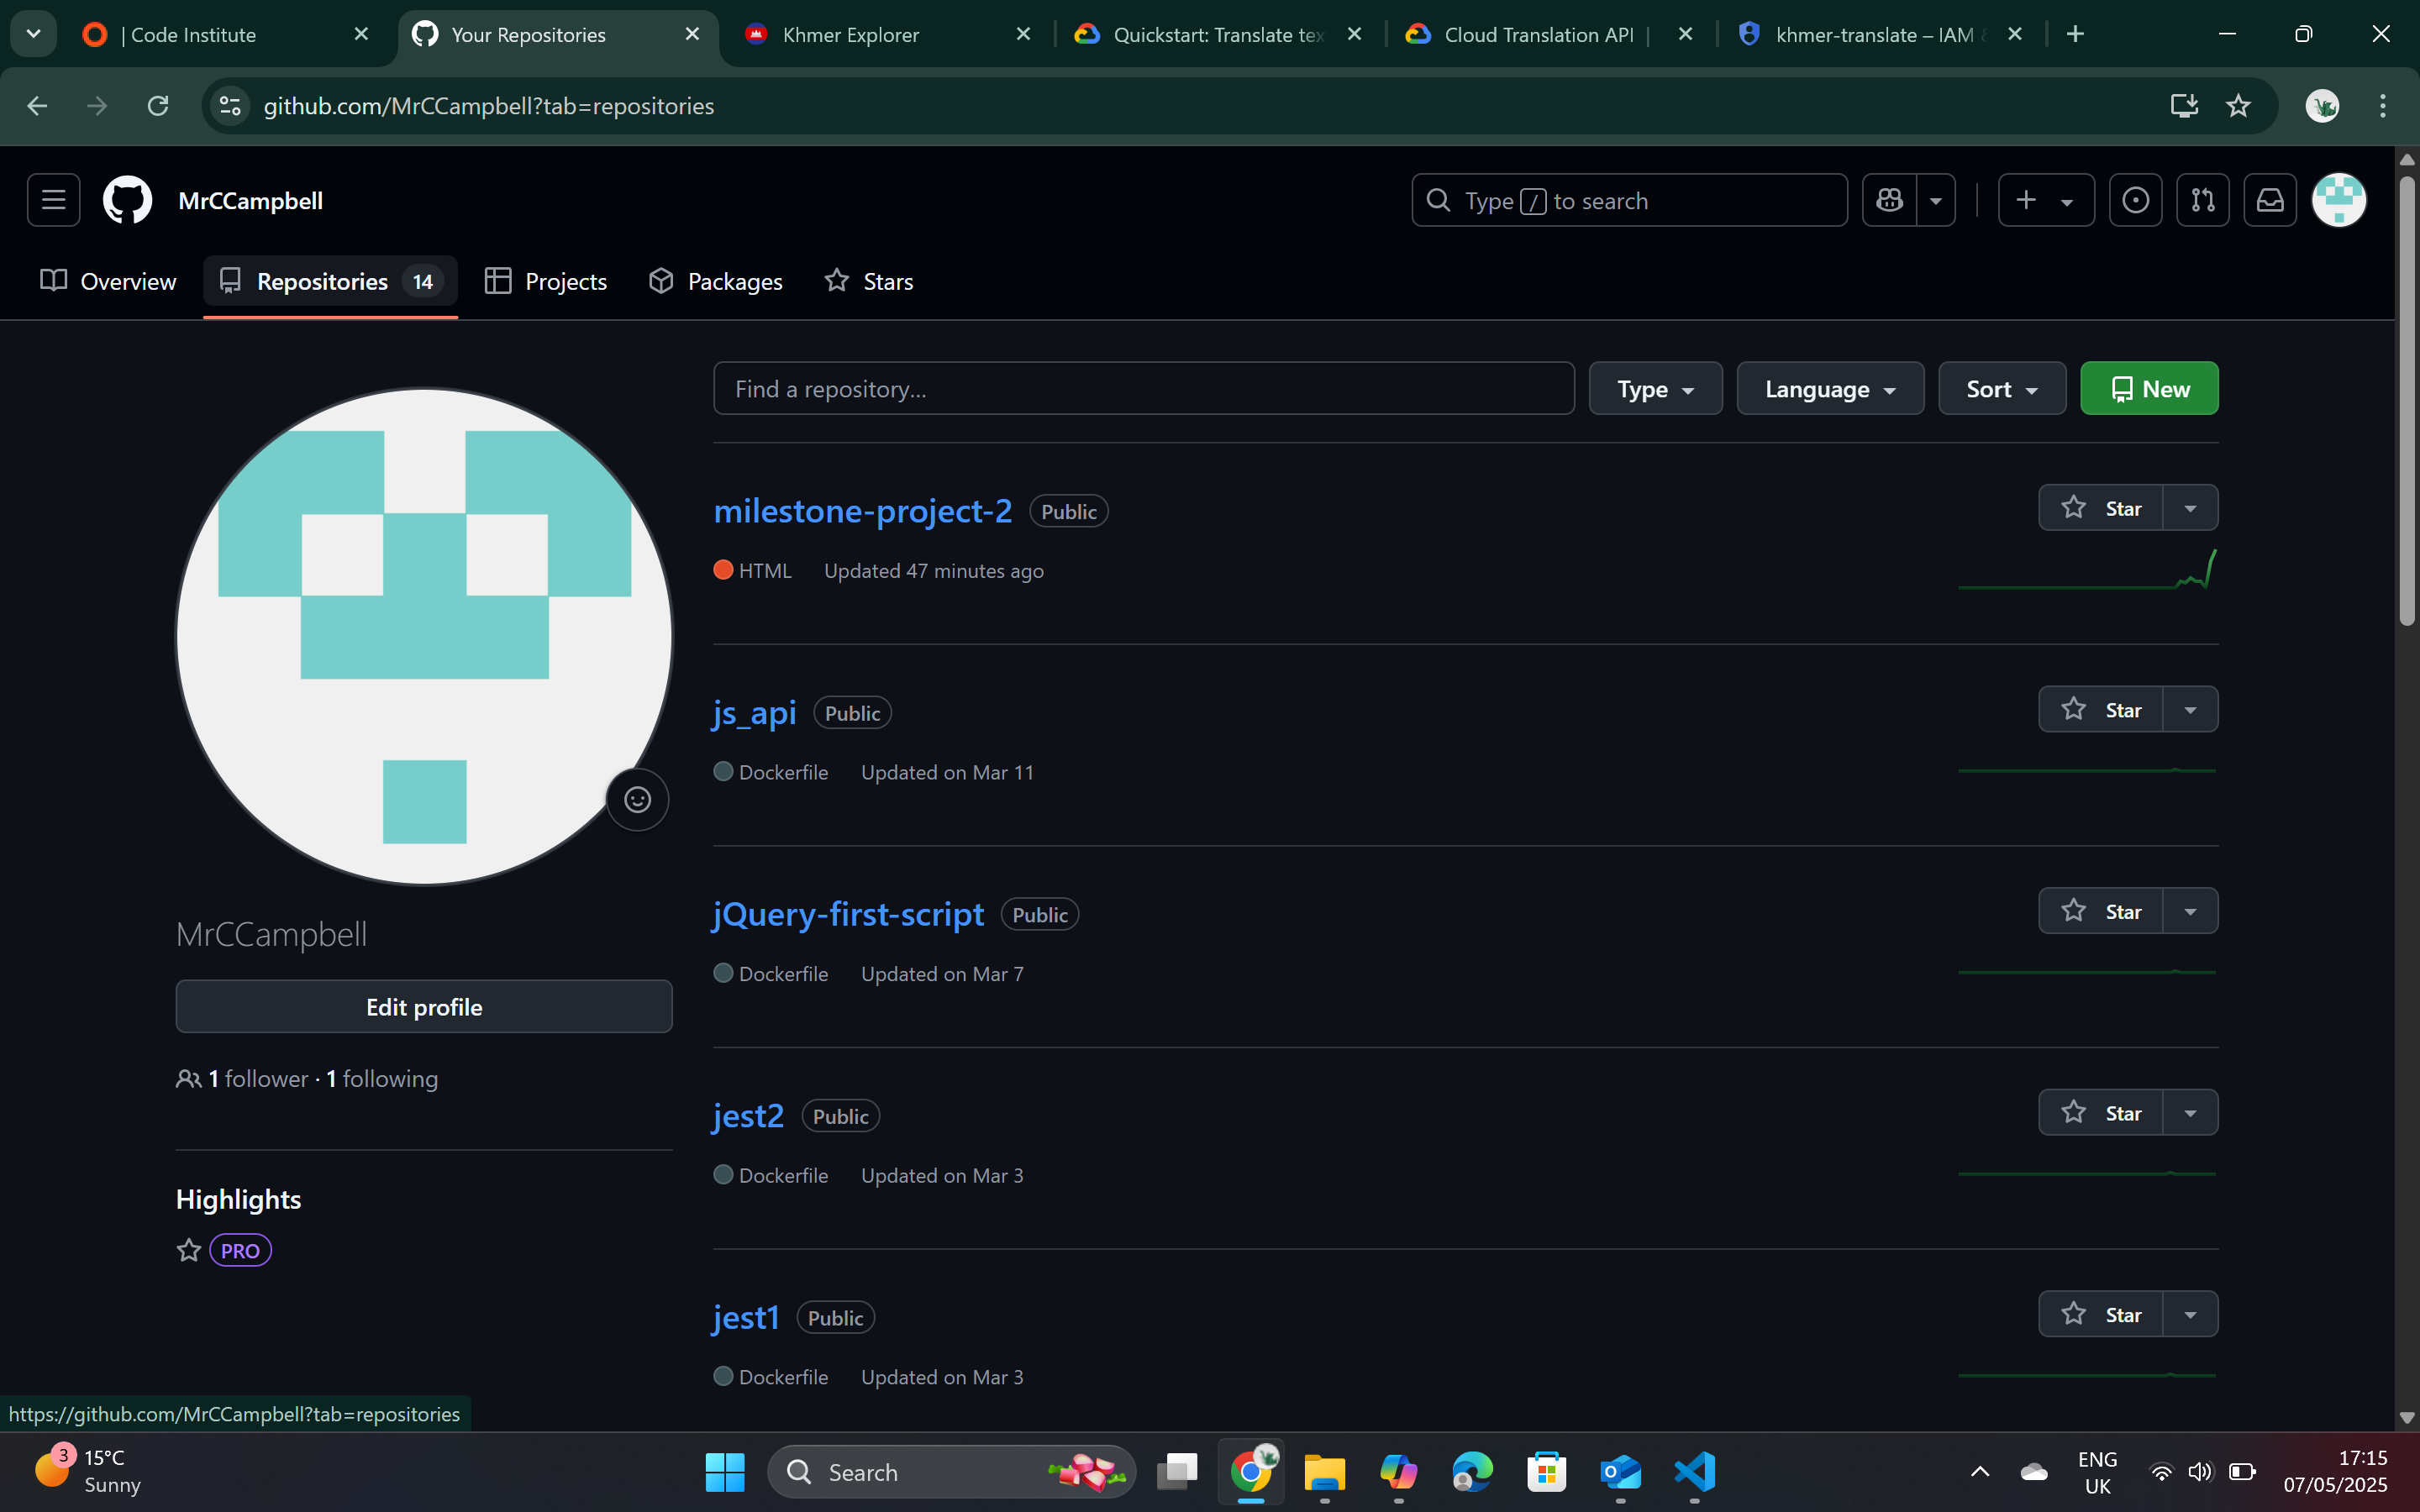 | Code Institute
Your Repositories
Khmer Explorer
Quickstart: Translate tex
Cloud Translation API |
khmer-translate – IAM &
github.com/MrCCampbell?tab=repositories
MrCCampbell
Type / to search
Overview
Repositories 14
Projects
Packages
Stars
Find a repository...
Type
Language
Sort
New
milestone-project-2 Public
Star
HTML Updated 47 minutes ago
js_api Public
Star
Dockerfile Updated on Mar 11
jQuery-first-script Public
Star
Dockerfile Updated on Mar 7
jest2 Public
Star
Dockerfile Updated on Mar 3
jest1 Public
Star
Dockerfile Updated on Mar 3
MrCCampbell
Edit profile
1 follower · 1 following
Highlights
PRO
https://github.com/MrCCampbell?tab=repositories
3
15°C
Sunny
Search
ENG
UK
17:15
07/05/2025